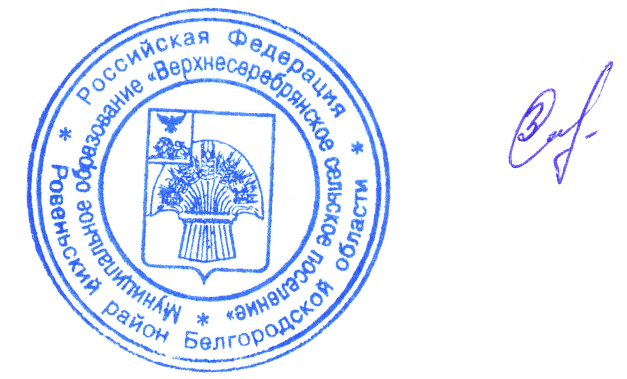 * Российская Федерация *
Ровеньский район Белгородской области
Муниципальное образование «Верхнесеребрянское сельское поселение» *